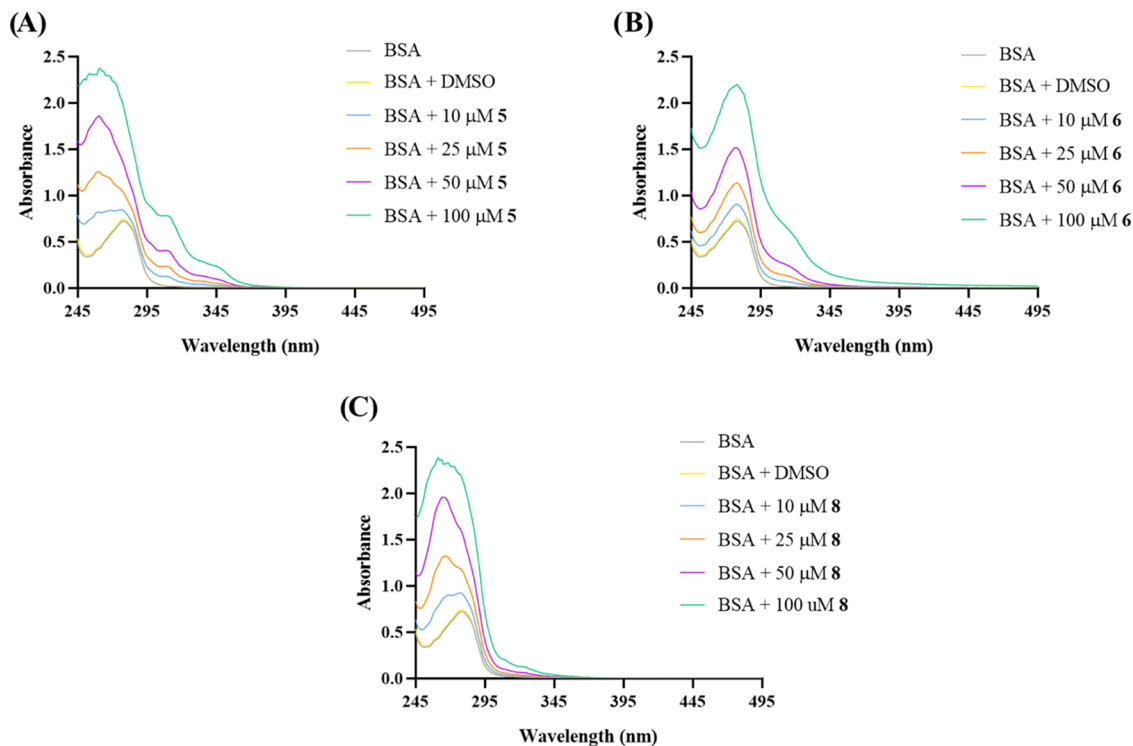 (A)
BSA
BSA + DMSO
BSA + 10 μM 5
BSA + 25 μM 5
BSA + 50 μM 5
BSA + 100 μM 5
2.5
2.0
1.5
1.0
0.5
0.0
Absorbance
245 295 345 395 445 495
Wavelength (nm)
(B)
BSA
BSA + DMSO
BSA + 10 μM 6
BSA + 25 μM 6
BSA + 50 μM 6
BSA + 100 μM 6
2.5
2.0
1.5
1.0
0.5
0.0
Absorbance
245 295 345 395 445 495
Wavelength (nm)
(C)
BSA
BSA + DMSO
BSA + 10 μM 8
BSA + 25 μM 8
BSA + 50 μM 8
BSA + 100 uM 8
2.5
2.0
1.5
1.0
0.5
0.0
Absorbance
245 295 345 395 445 495
Wavelength (nm)